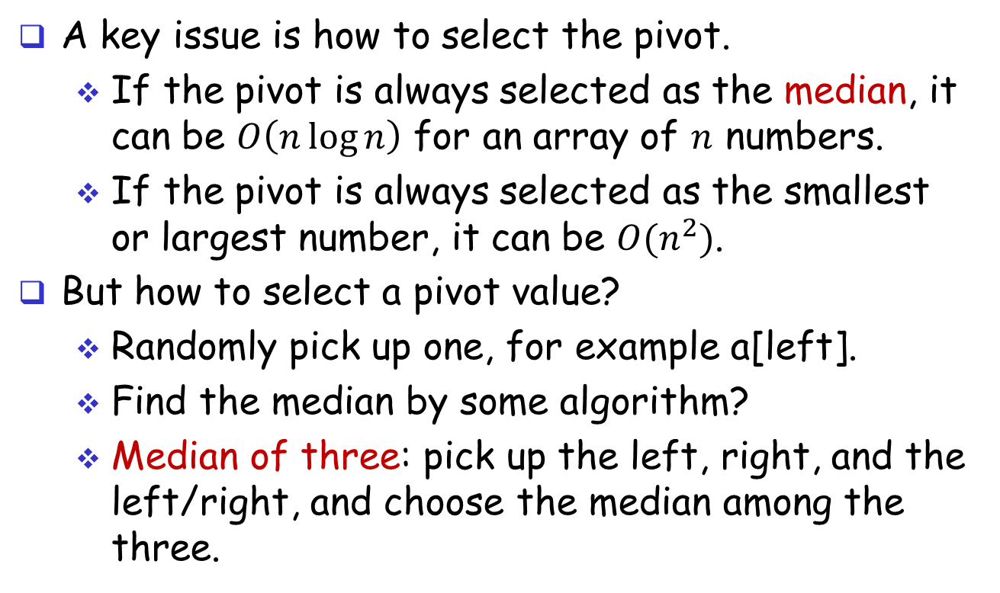 A key issue is how to select the pivot.
If the pivot is always selected as the median, it
can be O(n log n) for an array of n numbers.
If the pivot is always selected as the smallest
or largest number, it can be O(n²).
But how to select a pivot value?
Randomly pick up one, for example a[left].
Find the median by some algorithm?
Median of three: pick up the left, right, and the
left/right, and choose the median among the
three.